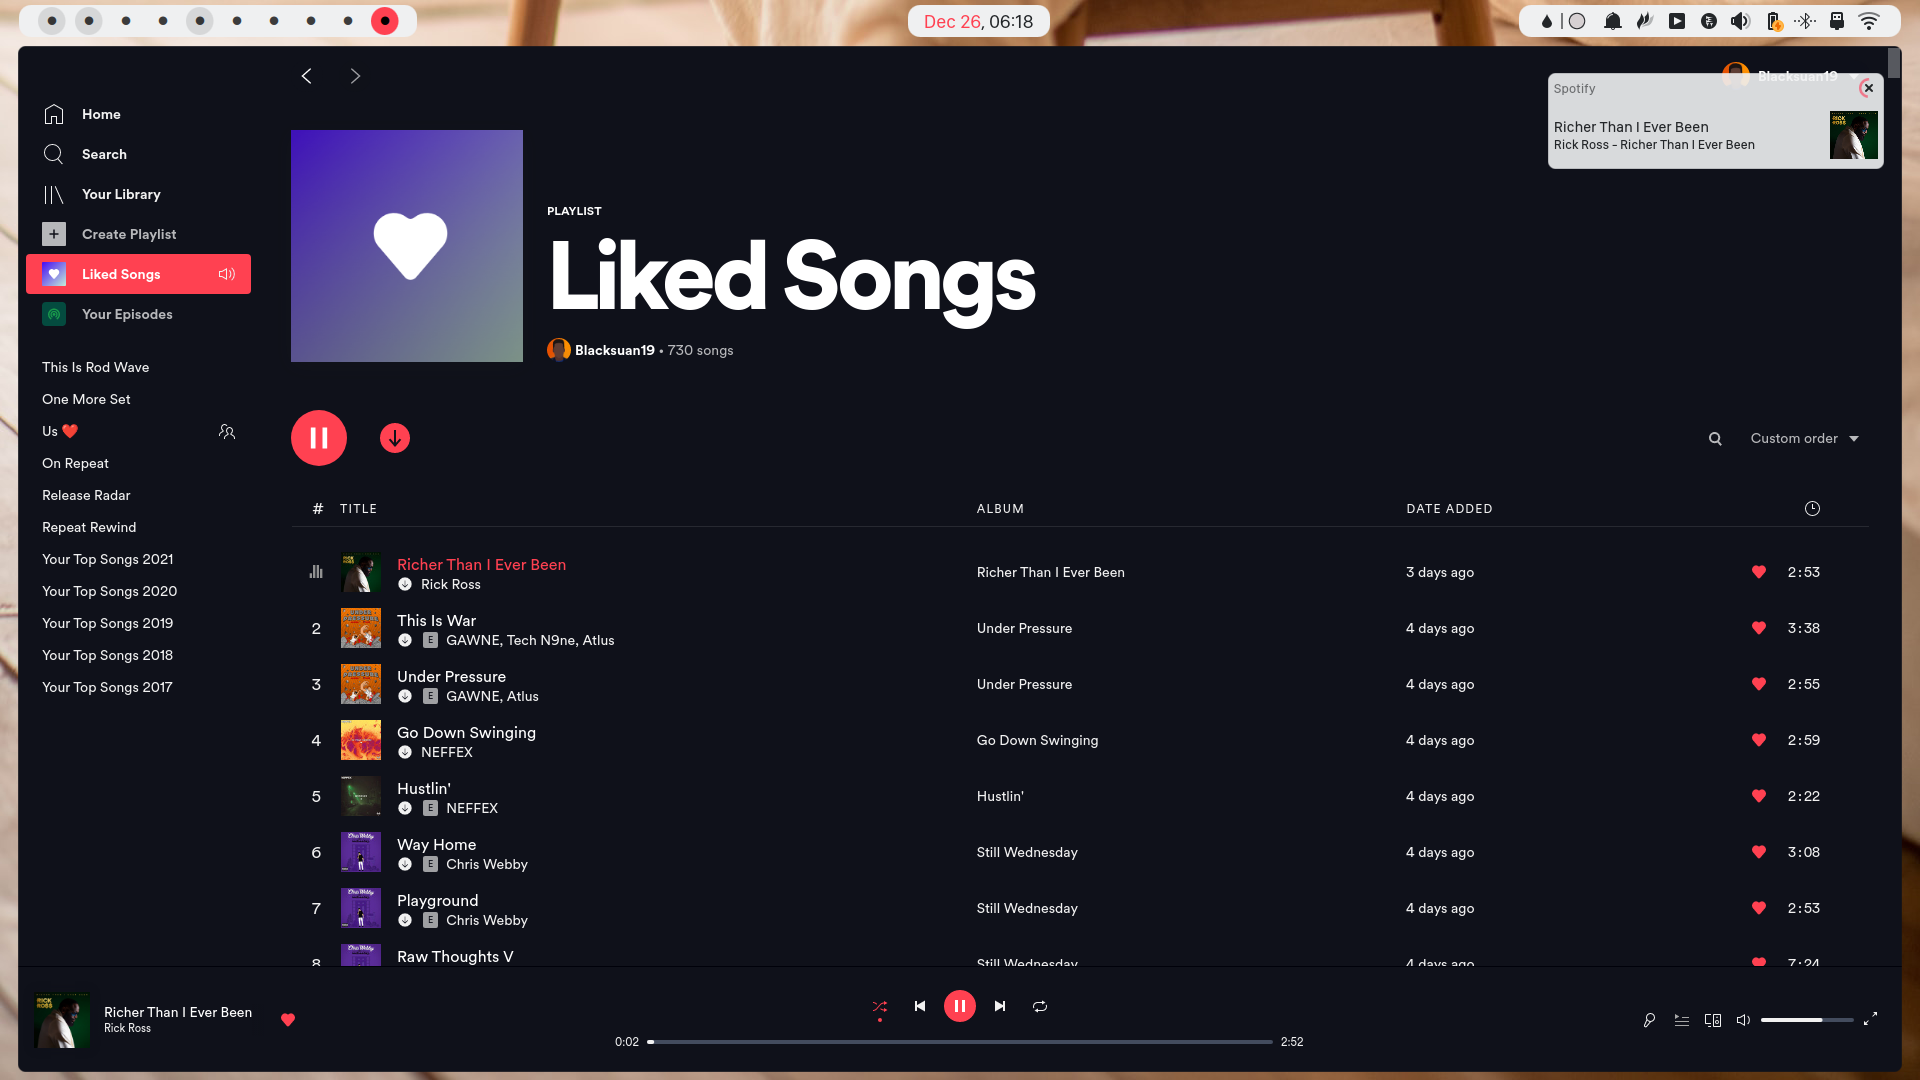 Dec 26, 06:18
Blacksuan19
Spotify
Richer Than I Ever Been
Rick Ross - Richer Than I Ever Been
Home
Search
Your Library
Create Playlist
Liked Songs
Your Episodes
This Is Rod Wave
One More Set
Us ❤️
On Repeat
Release Radar
Repeat Rewind
Your Top Songs 2021
Your Top Songs 2020
Your Top Songs 2019
Your Top Songs 2018
Your Top Songs 2017
PLAYLIST
Liked Songs
Blacksuan19 • 730 songs
Custom order
# TITLE ALBUM DATE ADDED
Richer Than I Ever Been
Rick Ross
Richer Than I Ever Been 3 days ago 2:53
2 This Is War
E GAWNE, Tech N9ne, Atlus
Under Pressure 4 days ago 3:38
3 Under Pressure
E GAWNE, Atlus
Under Pressure 4 days ago 2:55
4 Go Down Swinging
NEFFEX
Go Down Swinging 4 days ago 2:59
5 Hustlin'
E NEFFEX
Hustlin' 4 days ago 2:22
6 Way Home
E Chris Webby
Still Wednesday 4 days ago 3:08
7 Playground
E Chris Webby
Still Wednesday 4 days ago 2:53
8 Raw Thoughts V
Still Wednesday 4 days ago 7:24
RICK
ROSS
Richer Than I Ever Been
Rick Ross
0:02 2:52